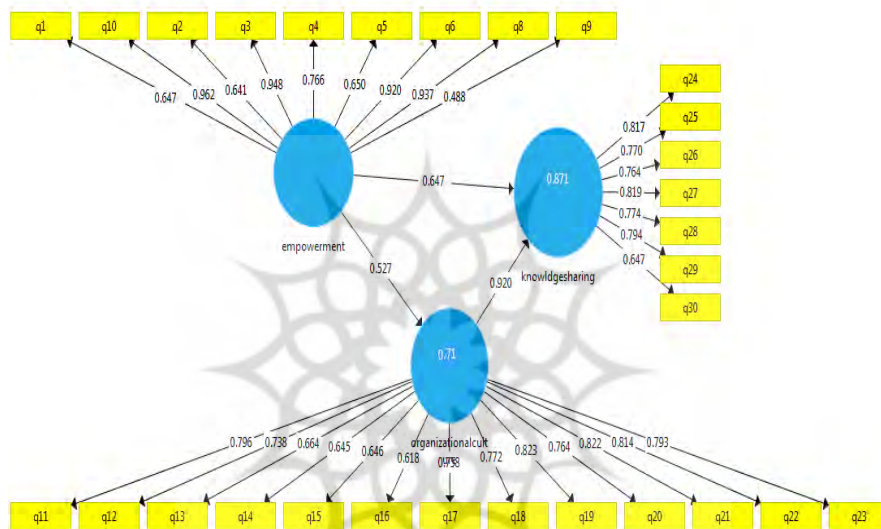 q1 q10 q2 q3 q4 q5 q6 q8 q9
0.647 0.962 0.641 0.948 0.766 0.650 0.920 0.937 0.488
q24
0.817
q25
0.770
q26
0.764
0.871
0.819
q27
0.647
0.774
q28
0.794
empowerment
q29
0.647
knowldgesharing
0.527
0.920
q30
0.71
organizationalcult
0.796 0.738 0.664 0.645 0.646 0.618 0.772 0.823 0.764 0.822 0.814 0.793
q11 q12 q13 q14 q15 q16 q17 q18 q19 q20 q21 q22 q23